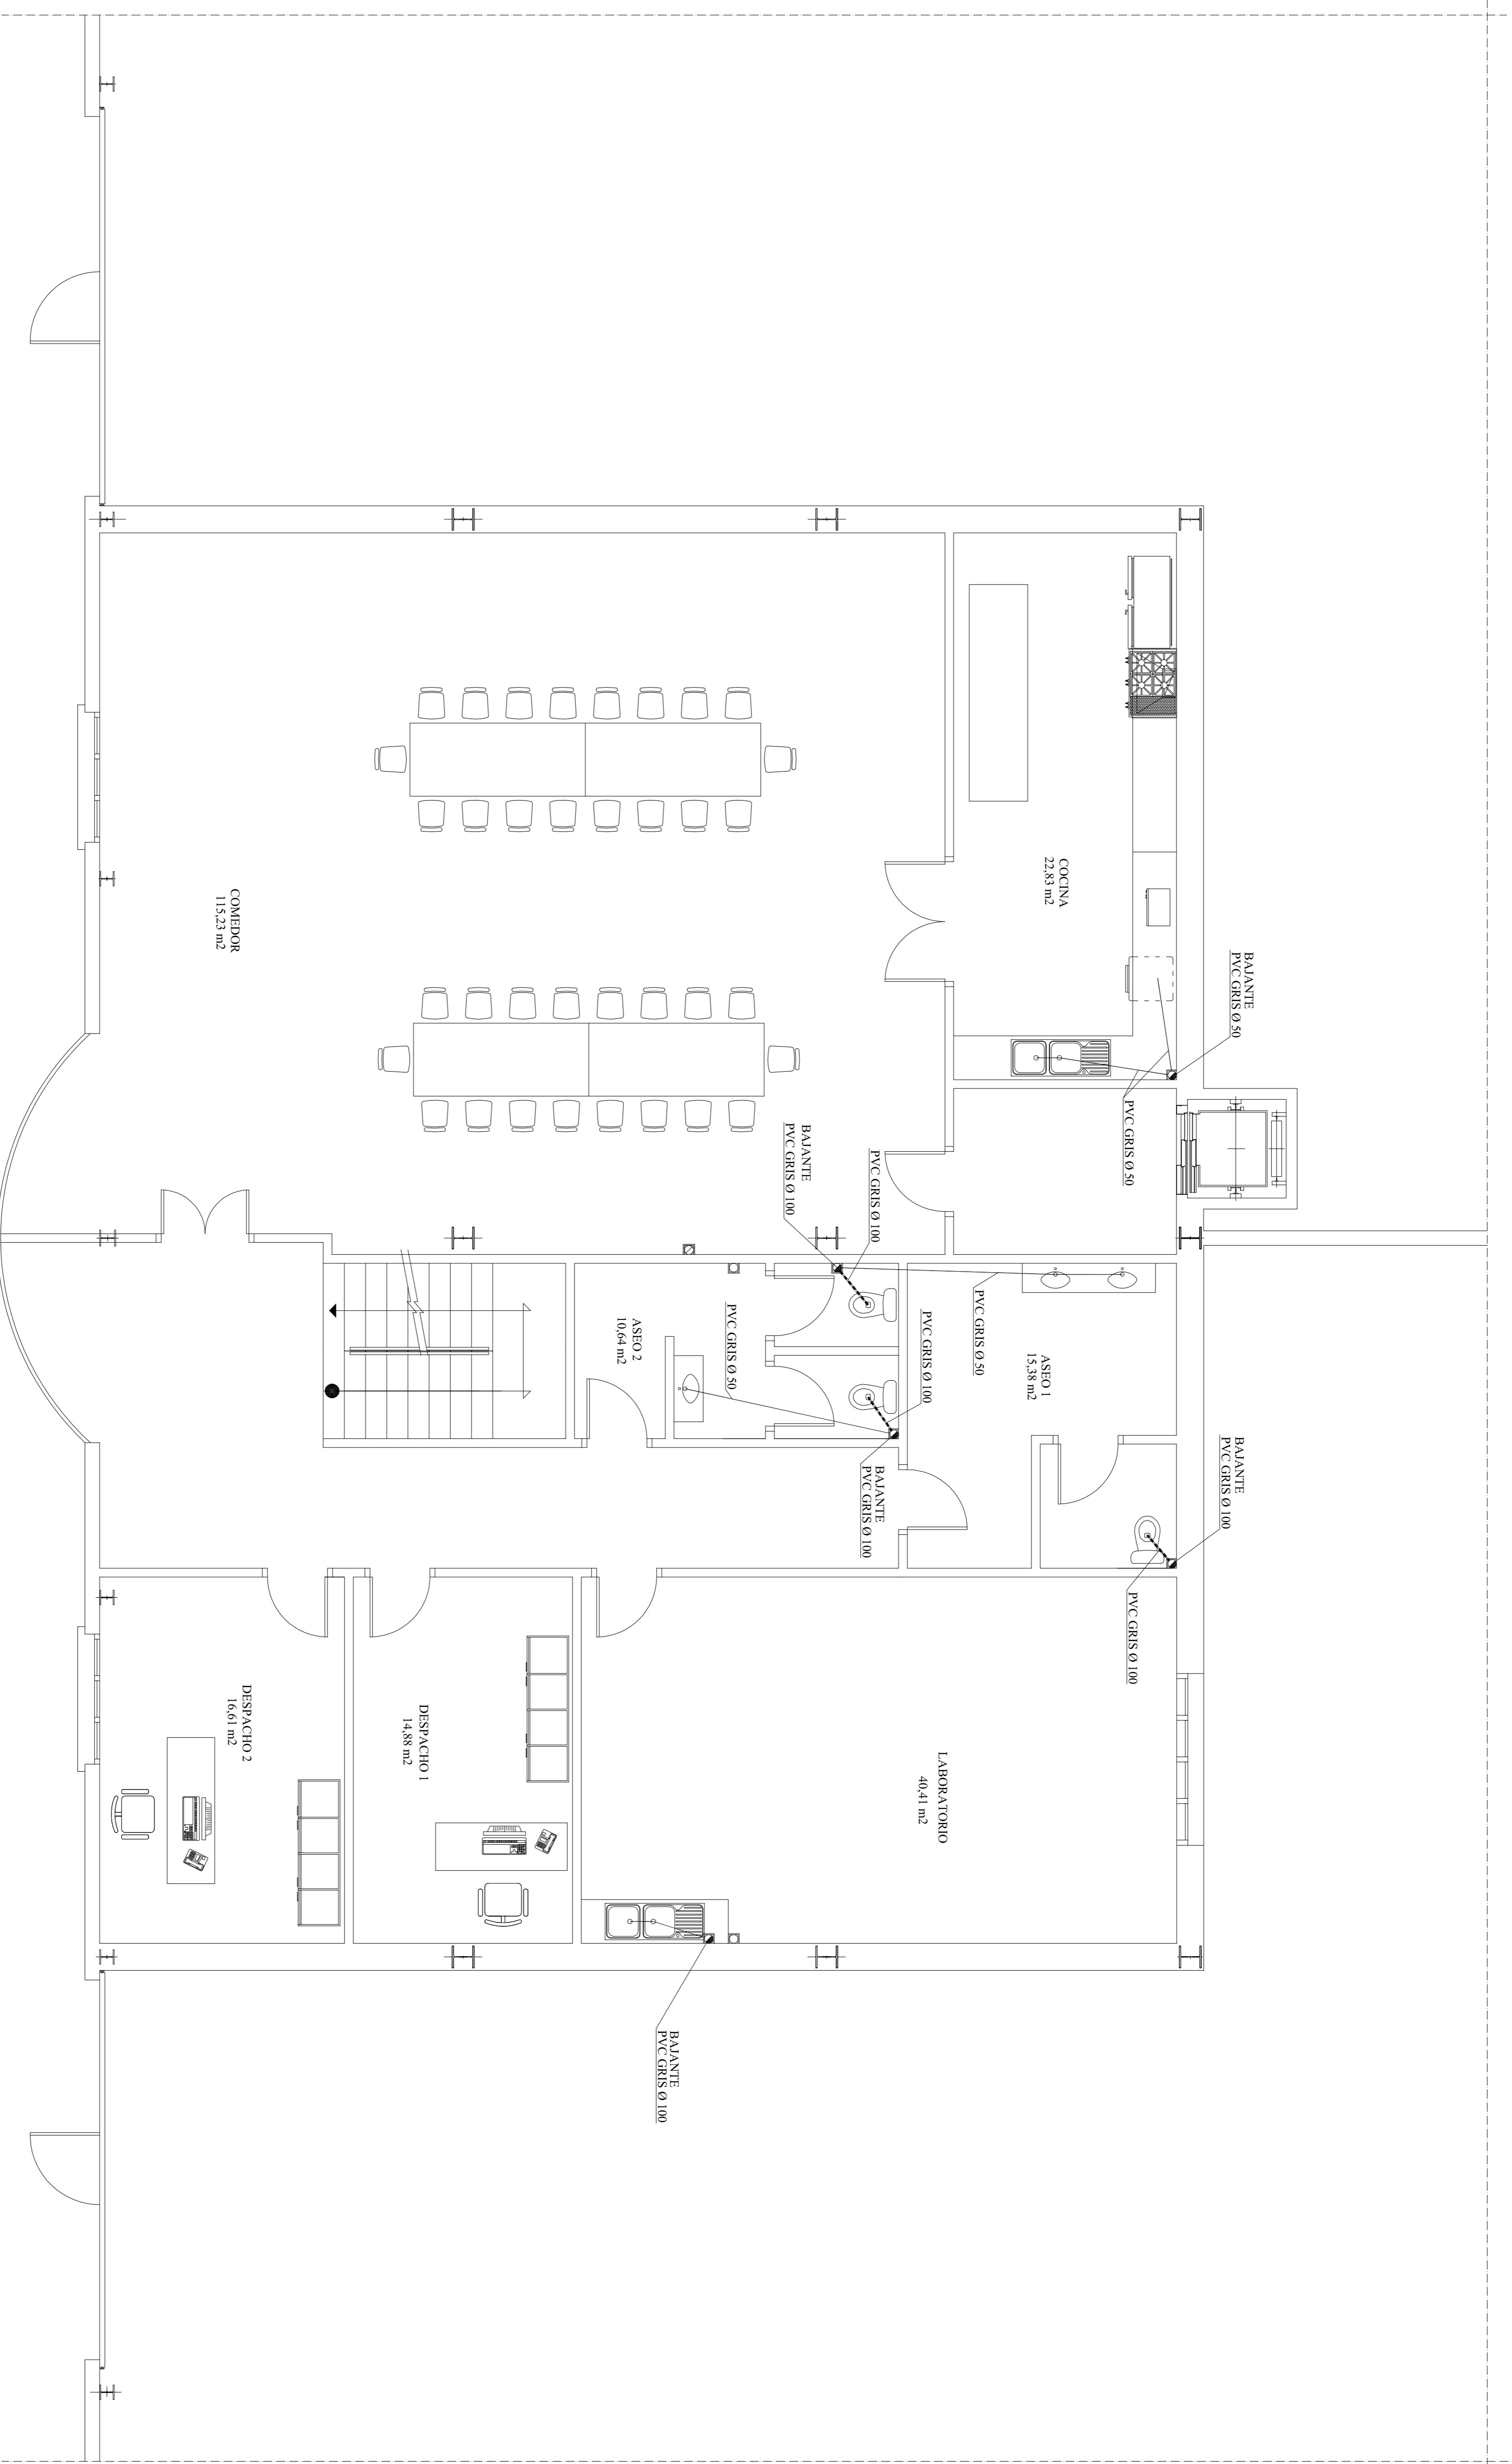 BAJANTE
PVC GRIS Ø 50
COCINA
22,83 m2
PVC GRIS Ø 50
COMEDOR
115,23 m2
BAJANTE
PVC GRIS Ø 100
PVC GRIS Ø 100
PVC GRIS Ø 50
ASEO 1
15,38 m2
BAJANTE
PVC GRIS Ø 100
PVC GRIS Ø 100
PVC GRIS Ø 100
ASEO 2
10,64 m2
PVC GRIS Ø 50
BAJANTE
PVC GRIS Ø 100
LABORATORIO
40,41 m2
DESPACHO 1
14,88 m2
DESPACHO 2
16,61 m2
BAJANTE
PVC GRIS Ø 100